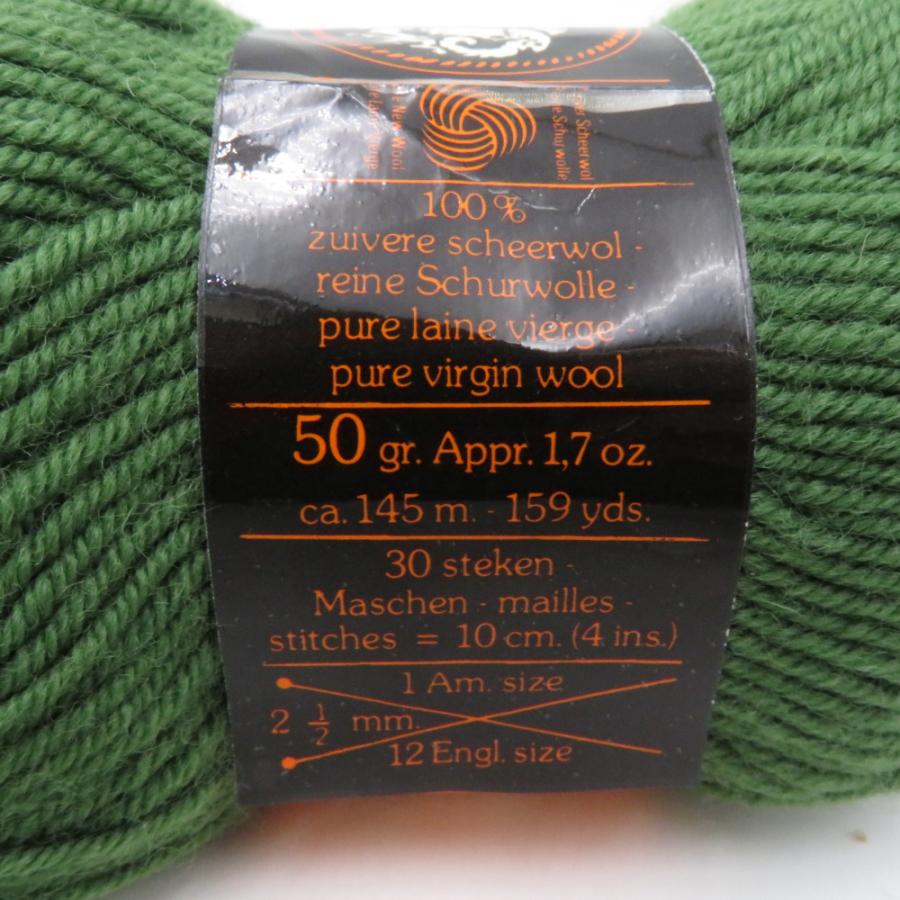 100%
zuivere scheerwol -
reine Schurwolle -
pure laine vierge -
pure virgin wool
50 gr. Appr. 1,7 oz.
ca. 145 m. - 159 yds.
30 steken -
Maschen - mailles -
stitches = 10 cm. (4 ins.)
1 Am. size
2 1/2 mm.
12 Engl. size